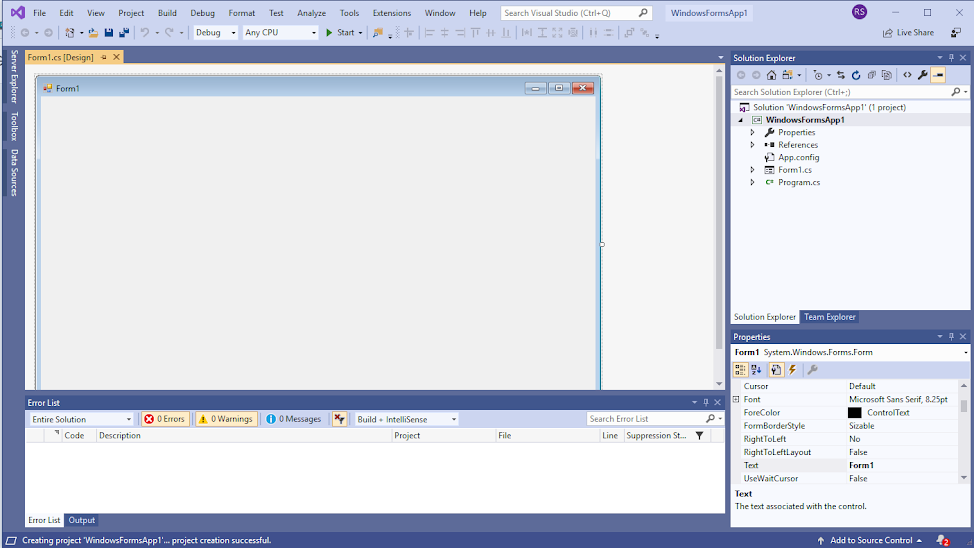 File Edit View Project Build Debug Format Test Analyze Tools Extensions Window Help Search Visual Studio (Ctrl+Q) WindowsFormsApp1 RS
Debug Any CPU Start Live Share
Server Explorer
Toolbox
Data Sources
Form1.cs [Design]
Form1
Error List
Entire Solution 0 Errors 0 Warnings 0 Messages Build + IntelliSense Search Error List
Code Description Project File Line Suppression St...
Error List Output
Solution Explorer
Search Solution Explorer (Ctrl+;)
Solution 'WindowsFormsApp1' (1 project)
WindowsFormsApp1
Properties
References
App.config
Form1.cs
C# Program.cs
Solution Explorer Team Explorer
Properties
Form1 System.Windows.Forms.Form
Cursor Default
Font Microsoft Sans Serif, 8.25pt
ForeColor ControlText
FormBorderStyle Sizable
RightToLeft No
RightToLeftLayout False
Text Form1
UseWaitCursor False
Text
The text associated with the control.
Creating project 'WindowsFormsApp1'... project creation successful. Add to Source Control 2